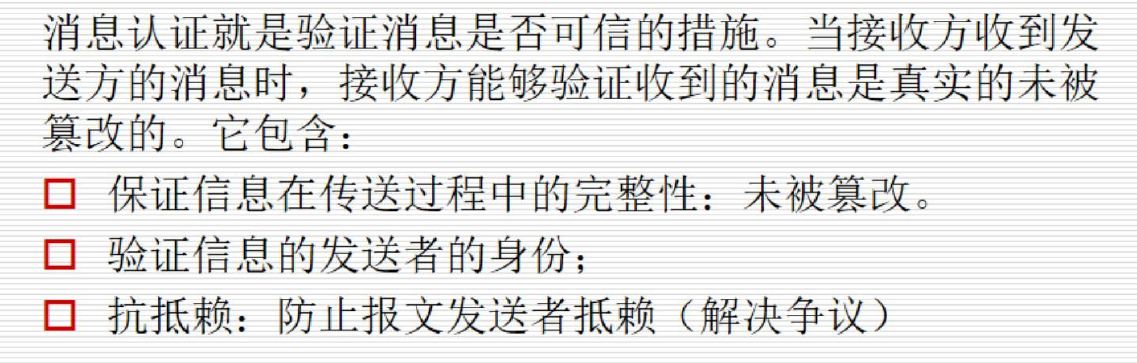 消息认证就是验证消息是否可信的措施。当接收方收到发
送方的消息时，接收方能够验证收到的消息是真实的未被
篡改的。它包含：
保证信息在传送过程中的完整性：未被篡改。
验证信息的发送者的身份；
抗抵赖：防止报文发送者抵赖（解决争议）